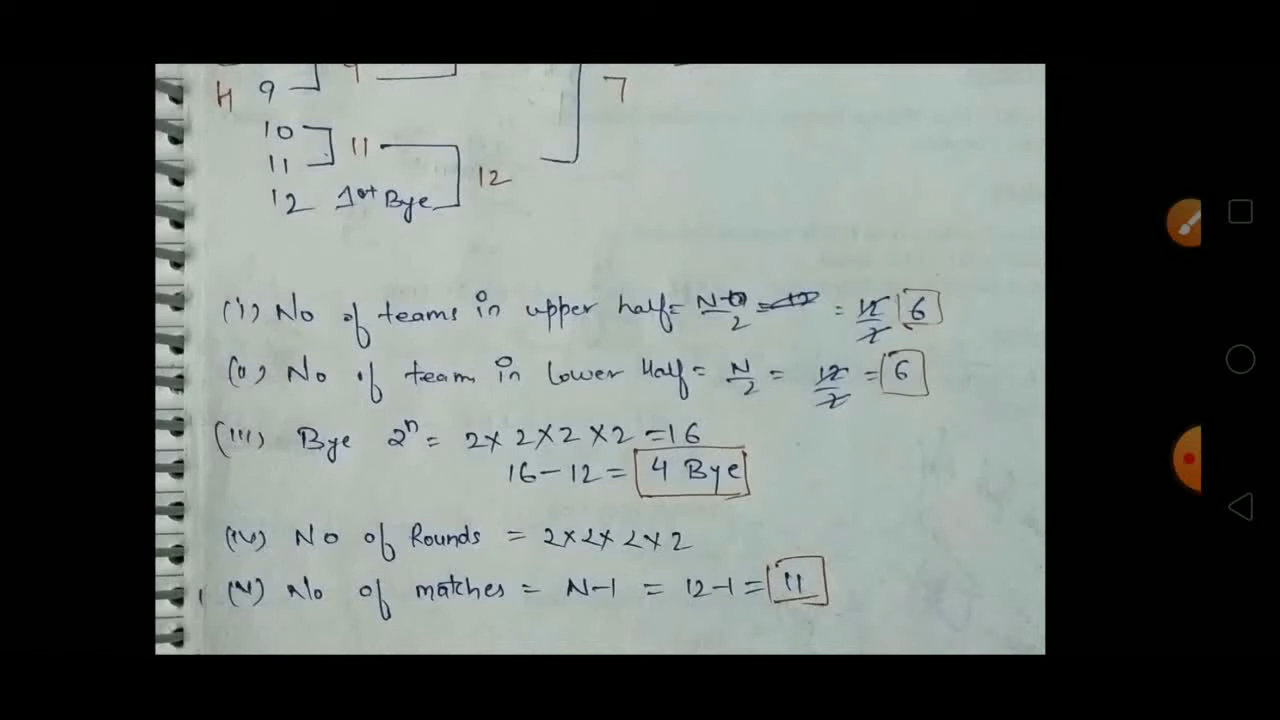 H 9
7
10
11 11
12 1st Bye 12
(i) No of teams in upper half = N/2 = 12/2 6
(ii) No of team in lower Half = N/2 = 12/2 = 6
(iii) Bye 2ⁿ = 2×2×2×2 = 16
16-12 = 4 Bye
(iv) No of Rounds = 2×2×2×2
(v) No of matches = N-1 = 12-1 = 11